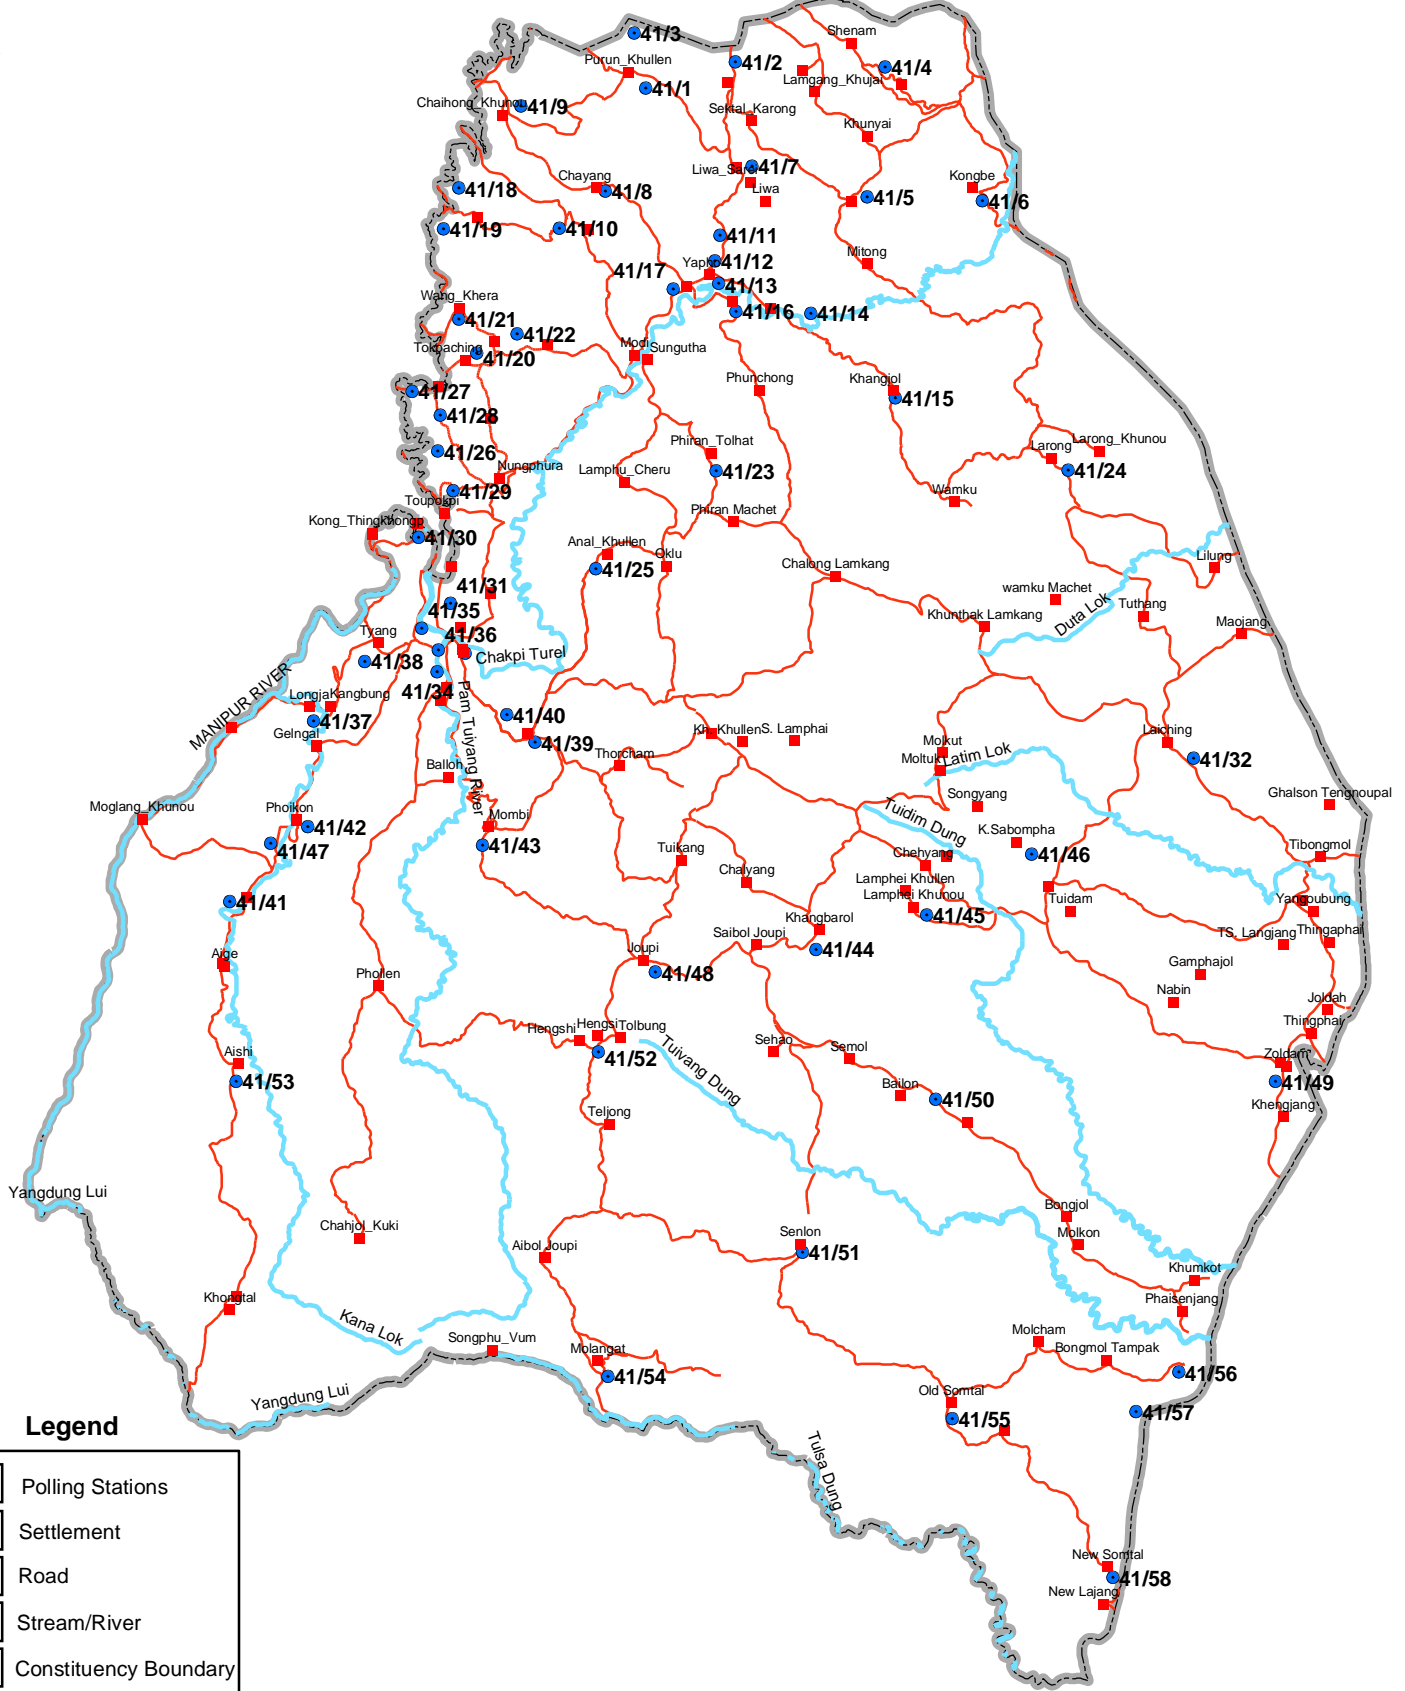 41/3
Shenam
Purun_Khullen
41/2
41/4
Lamgang_Khujai
41/1
Chaihong_Khunou
41/9
Sektal_Karong
Khunyai
Liwa_Sarei
41/7
Chayang
Kongbe
41/18
41/8
Liwa
41/5
41/6
41/19
41/10
41/11
Mitong
41/17
41/12
41/13
Wang_Khera
41/16
41/14
41/21
41/22
Tokpaching
41/20
Modi
Sungutha
Phunchong
Khangjol
41/27
41/15
41/28
Phiran_Tolhat
Larong
Larong_Khunou
41/26
Nungphura
Lamphu_Cheru
41/23
41/24
41/29
Toupokpi
Wamku
Phiran Machet
41/30
Anal_Khullen
Oklu
41/25
Chalong Lamkang
Lilung
41/31
wamku Machet
Tuthang
41/35
Khunthak Lamkang
Duta Lok
Maojang
Tyang
41/36
Chakpi Turel
41/38
MANIPUR RIVER
Longja
Kangbung
41/34
Pam Tuiyang River
41/37
41/40
Gelngal
41/39
Kh. Khullen
S. Lamphai
Laiching
Thorcham
Molkut
Moltuk
Latim Lok
41/32
Balloh
Songyang
Ghalson Tengnoupal
Moglang_Khunou
Phoikon
41/42
Mombi
Tuidim Dung
K.Sabompha
41/47
41/43
Tuikang
Chehyang
41/46
Tibongmol
Chalyang
Lamphei Khullen
Lamphei Khunou
Tuidam
Yangoubung
41/41
41/45
Khangbarol
Saibol Joupi
TS. Langjang
Thingaphai
Aige
Joupi
41/44
Phollen
41/48
Gamphajol
Nabin
Joldah
Hengshi
Hengsi
Tolbung
Thingphai
41/52
Tuivang Dung
Sehao
Semol
Zoldam
Aishi
41/53
Bailon
41/50
41/49
Teljong
Khengjang
Yangdung Lui
Chahjol_Kuki
Bongjol
Aibol Joupi
Senlon
41/51
Molkon
Khumkot
Khongtal
Phaisenjang
Kana Lok
Songphu_Vum
Molangat
Molcham
Bongmol Tampak
41/54
41/56
Yangdung Lui
Old Somtal
41/55
41/57
Legend
Tulsa Dung
Polling Stations
Settlement
New Somtal
Road
41/58
New Lajang
Stream/River
Constituency Boundary